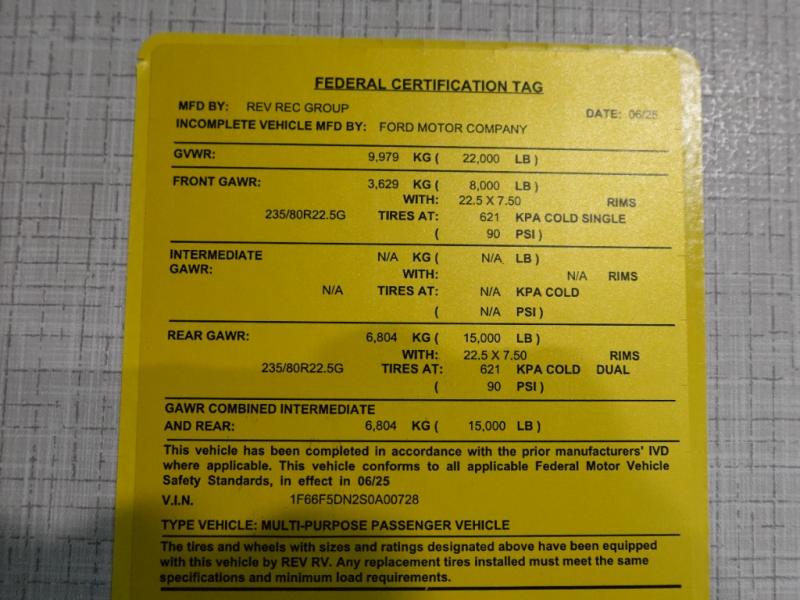 FEDERAL CERTIFICATION TAG
MFD BY: REV REC GROUP DATE: 06/25
INCOMPLETE VEHICLE MFD BY: FORD MOTOR COMPANY
GVWR: 9,979 KG ( 22,000 LB )
FRONT GAWR: 3,629 KG ( 8,000 LB )
WITH: 22.5 X 7.50 RIMS
235/80R22.5G TIRES AT: 621 KPA COLD SINGLE
( 90 PSI )
INTERMEDIATE N/A KG ( N/A LB )
GAWR: WITH: N/A RIMS
N/A TIRES AT: N/A KPA COLD
( N/A PSI )
REAR GAWR: 6,804 KG ( 15,000 LB )
WITH: 22.5 X 7.50 RIMS
235/80R22.5G TIRES AT: 621 KPA COLD DUAL
( 90 PSI )
GAWR COMBINED INTERMEDIATE
AND REAR: 6,804 KG ( 15,000 LB )
This vehicle has been completed in accordance with the prior manufacturers' IVD
where applicable. This vehicle conforms to all applicable Federal Motor Vehicle
Safety Standards, in effect in 06/25
V.I.N. 1F66F5DN2S0A00728
TYPE VEHICLE: MULTI-PURPOSE PASSENGER VEHICLE
The tires and wheels with sizes and ratings designated above have been equipped
with this vehicle by REV RV. Any replacement tires installed must meet the same
specifications and minimum load requirements.